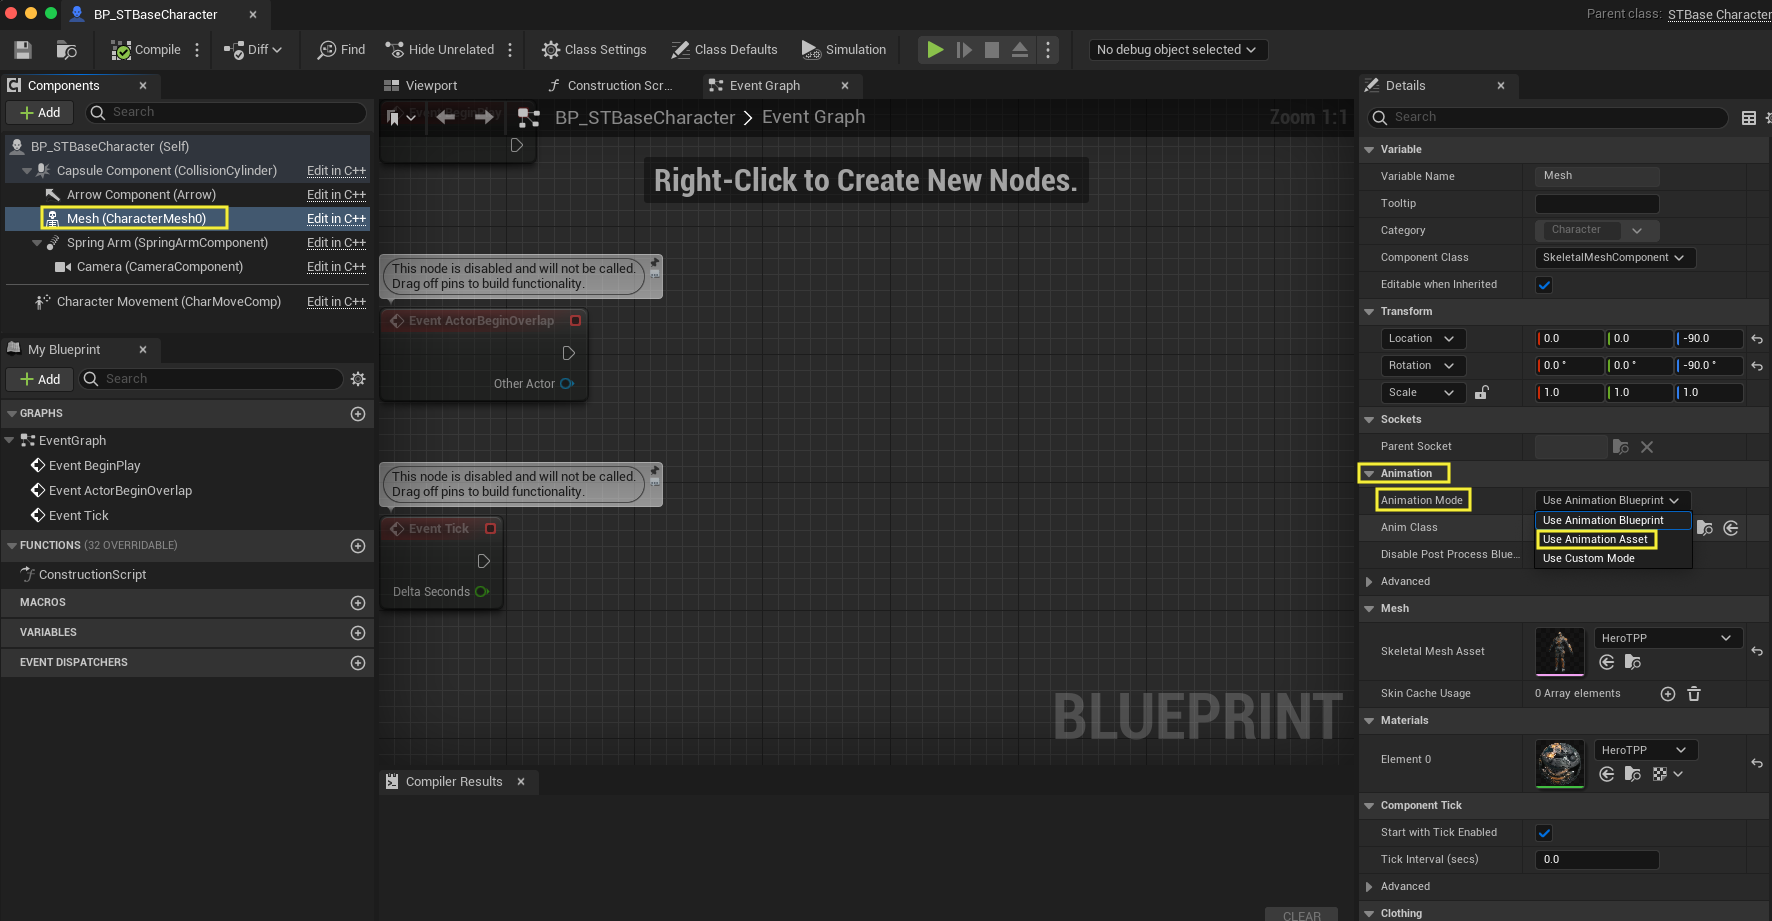 BP_STBaseCharacter
Parent class: STBase Character
Compile
Diff
Find
Hide Unrelated
Class Settings
Class Defaults
Simulation
No debug object selected
Components
Add
Search
BP_STBaseCharacter (Self)
Capsule Component (CollisionCylinder) Edit in C++
Arrow Component (Arrow) Edit in C++
Mesh (CharacterMesh0) Edit in C++
Spring Arm (SpringArmComponent) Edit in C++
Camera (CameraComponent) Edit in C++
Character Movement (CharMoveComp) Edit in C++
My Blueprint
Add
Search
GRAPHS
EventGraph
Event BeginPlay
Event ActorBeginOverlap
Event Tick
FUNCTIONS (32 OVERRIDABLE)
ConstructionScript
MACROS
VARIABLES
EVENT DISPATCHERS
Viewport
Construction Scr...
Event Graph
Event BeginPlay
BP_STBaseCharacter > Event Graph
Zoom 1:1
Right-Click to Create New Nodes.
This node is disabled and will not be called.
Drag off pins to build functionality.
Event ActorBeginOverlap
Other Actor
This node is disabled and will not be called.
Drag off pins to build functionality.
Event Tick
Delta Seconds
BLUEPRINT
Compiler Results
CLEAR
Details
Search
Variable
Variable Name Mesh
Tooltip
Category Character
Component Class SkeletalMeshComponent
Editable when Inherited
Transform
Location 0.0 0.0 -90.0
Rotation 0.0 ° 0.0 ° -90.0 °
Scale 1.0 1.0 1.0
Sockets
Parent Socket
Animation
Animation Mode Use Animation Blueprint
Use Animation Blueprint
Anim Class
Use Animation Asset
Disable Post Process Blue...
Use Custom Mode
Advanced
Mesh
Skeletal Mesh Asset HeroTPP
Skin Cache Usage 0 Array elements
Materials
Element 0 HeroTPP
Component Tick
Start with Tick Enabled
Tick Interval (secs) 0.0
Advanced
Clothing